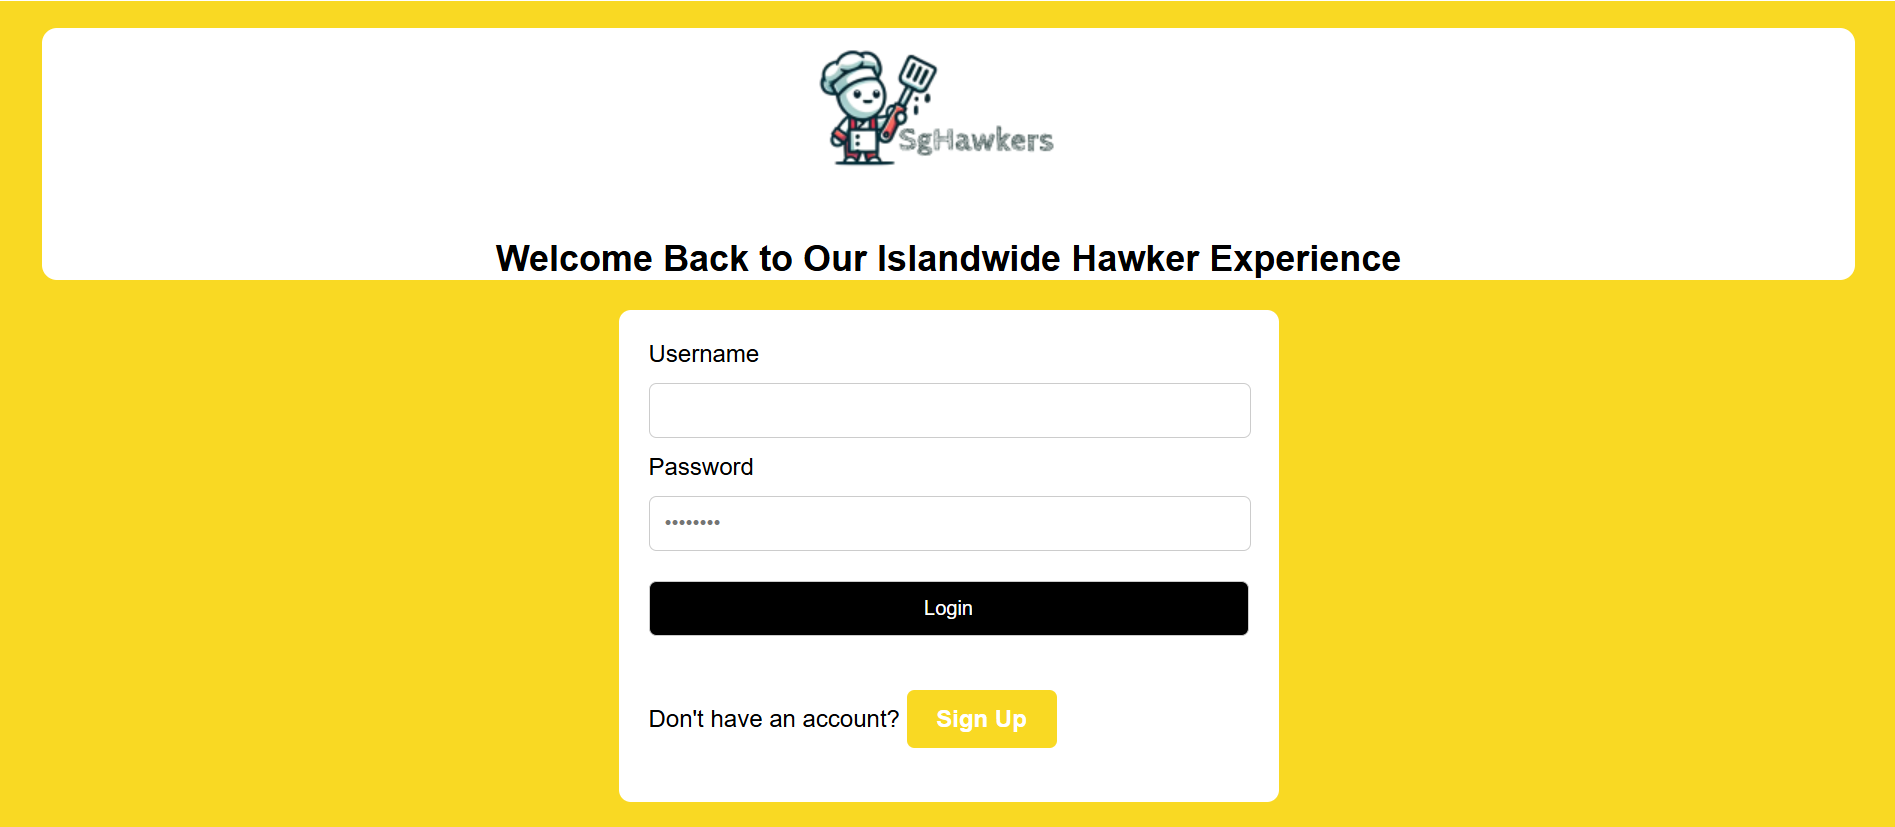 SgHawkers
Welcome Back to Our Islandwide Hawker Experience
Username
Password
••••••••
Login
Don't have an account? Sign Up